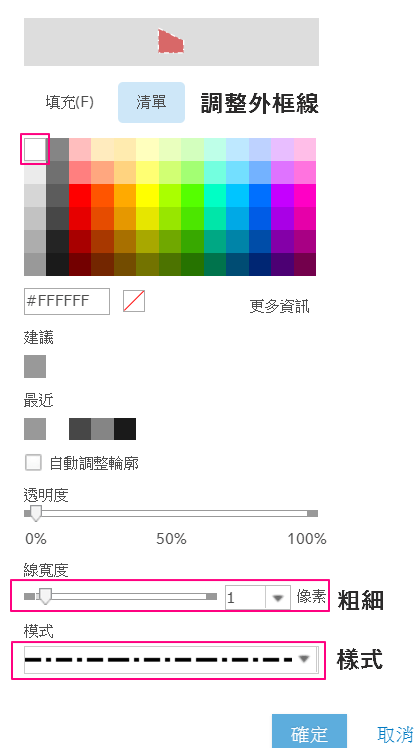 填充(F) 清單 調整外框線
#FFFFFF 更多資訊
建議
最近
自動調整輪廓
透明度
0% 50% 100%
線寬度
1 像素 粗細
模式
樣式
確定 取消